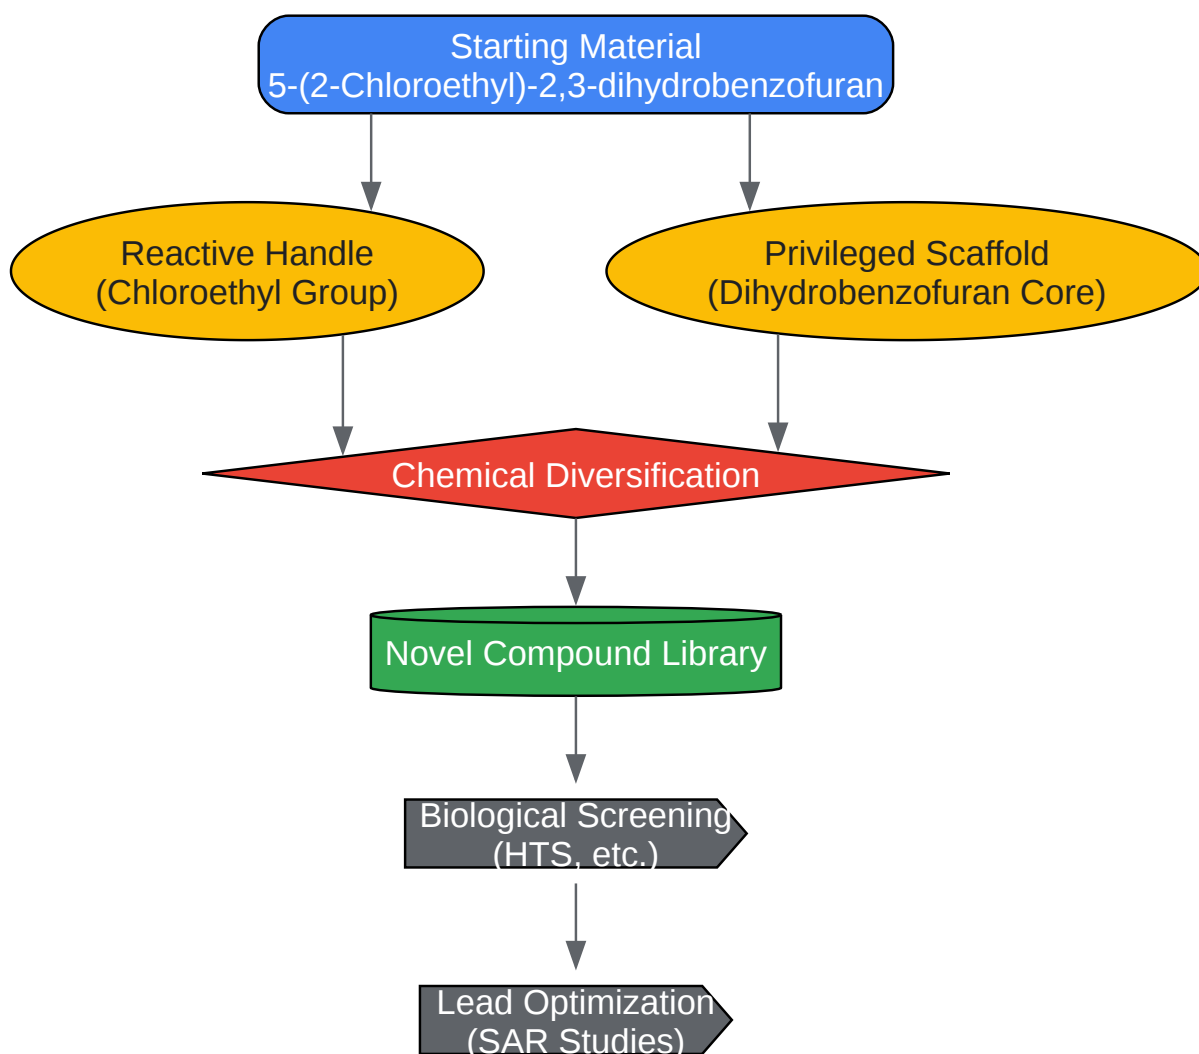 Starting Material
5-(2-Chloroethyl)-2,3-dihydrobenzofuran
Reactive Handle
(Chloroethyl Group)
Privileged Scaffold
(Dihydrobenzofuran Core)
Chemical Diversification
Novel Compound Library
Biological Screening
(HTS, etc.)
Lead Optimization
(SAR Studies)